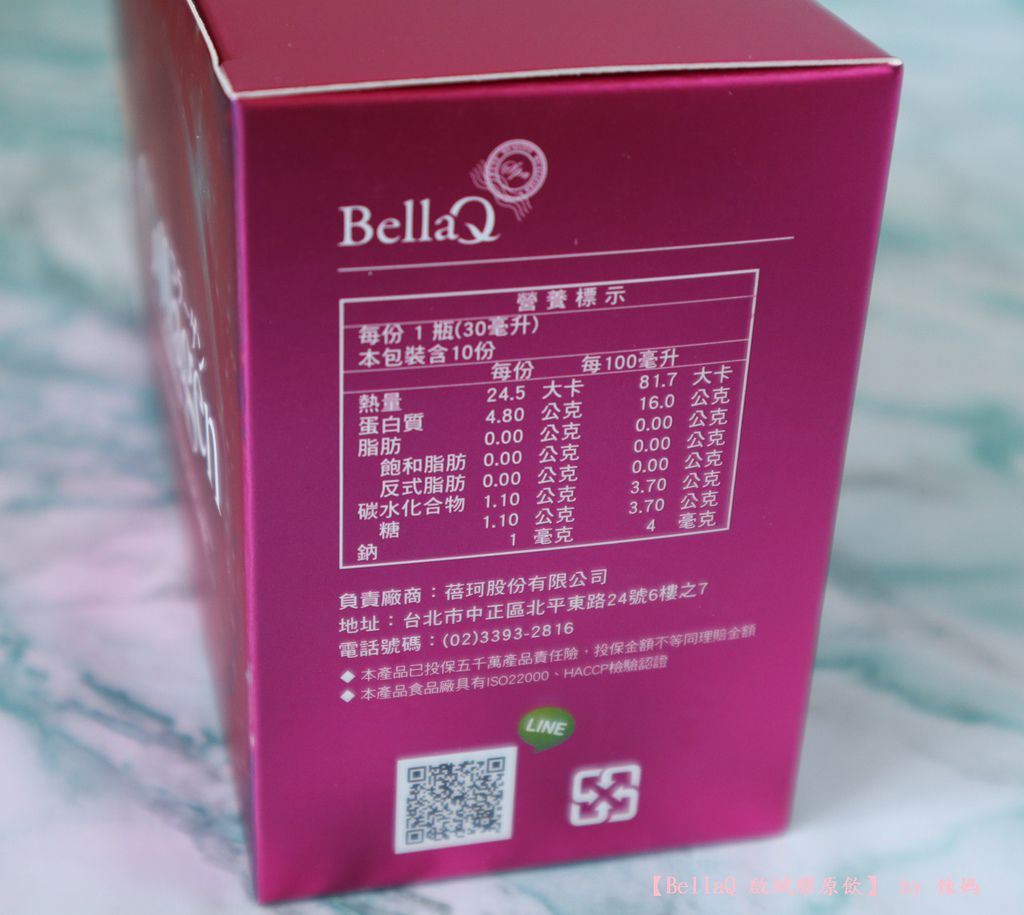 BellaQ
營養標示
每份 1 瓶(30毫升)
本包裝含10份
每份 每100毫升
熱量 24.5 大卡 81.7 大卡
蛋白質 4.80 公克 16.0 公克
脂肪 0.00 公克 0.00 公克
飽和脂肪 0.00 公克 0.00 公克
反式脂肪 0.00 公克 0.00 公克
碳水化合物 1.10 公克 3.70 公克
糖 1.10 公克 3.70 公克
鈉 1 毫克 4 毫克
負責廠商：蓓珂股份有限公司
地址：台北市中正區北平東路24號6樓之7
電話號碼：(02)3393-2816
◆ 本產品已投保五千萬產品責任險，投保金額不等同理賠金額
◆ 本產品食品廠具有ISO22000、HACCP檢驗認證
LINE
【BellaQ 膠原飲】 by